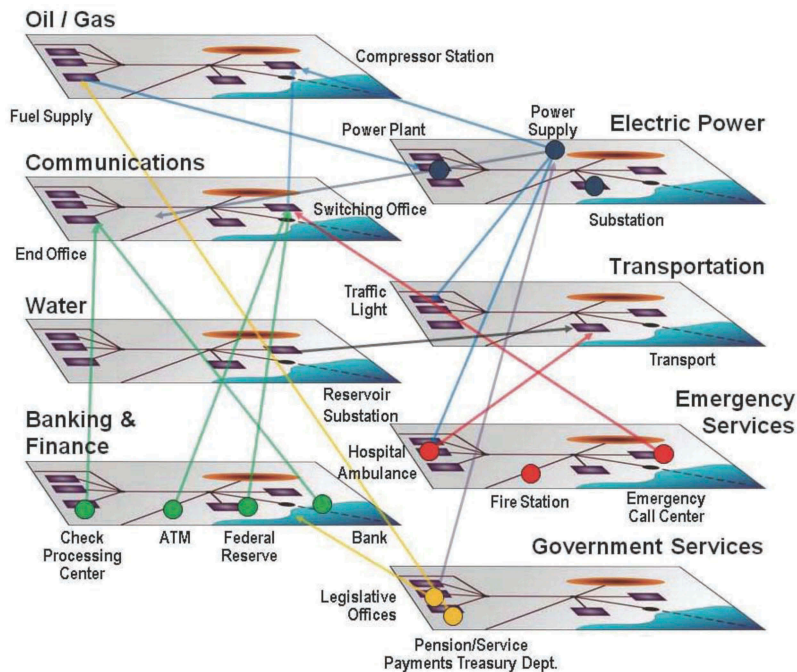 Oil / Gas
Compressor Station
Fuel Supply
Power Plant
Power
Supply
Electric Power
Substation
Communications
Switching Office
End Office
Transportation
Traffic
Light
Transport
Water
Reservoir
Substation
Emergency
Services
Hospital
Ambulance
Fire Station
Emergency
Call Center
Banking &
Finance
Check
Processing
Center
ATM
Federal
Reserve
Bank
Government Services
Legislative
Offices
Pension/Service
Payments Treasury Dept.